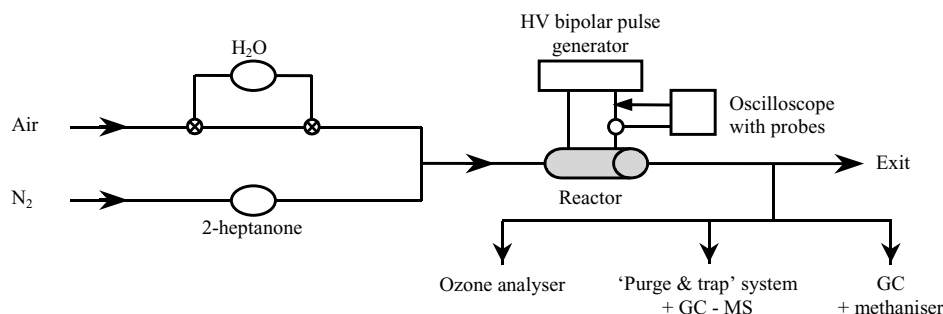 HV bipolar pulse
generator
H₂O
Oscilloscope
with probes
Air
N₂
2-heptanone
Reactor
Exit
Ozone analyser
‘Purge & trap’ system
+ GC - MS
GC
+ methaniser